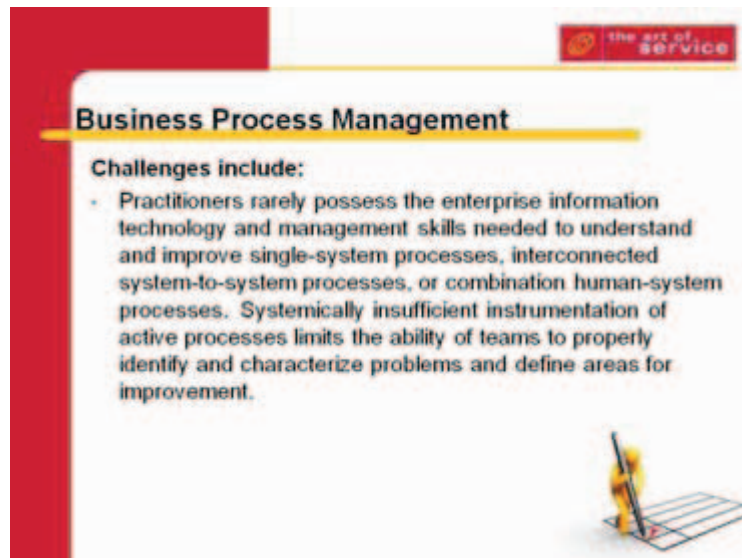 the art of
service
Business Process Management
Challenges include:
- Practitioners rarely possess the enterprise information
technology and management skills needed to understand
and improve single-system processes, interconnected
system-to-system processes, or combination human-system
processes. Systemically insufficient instrumentation of
active processes limits the ability of teams to properly
identify and characterize problems and define areas for
improvement.